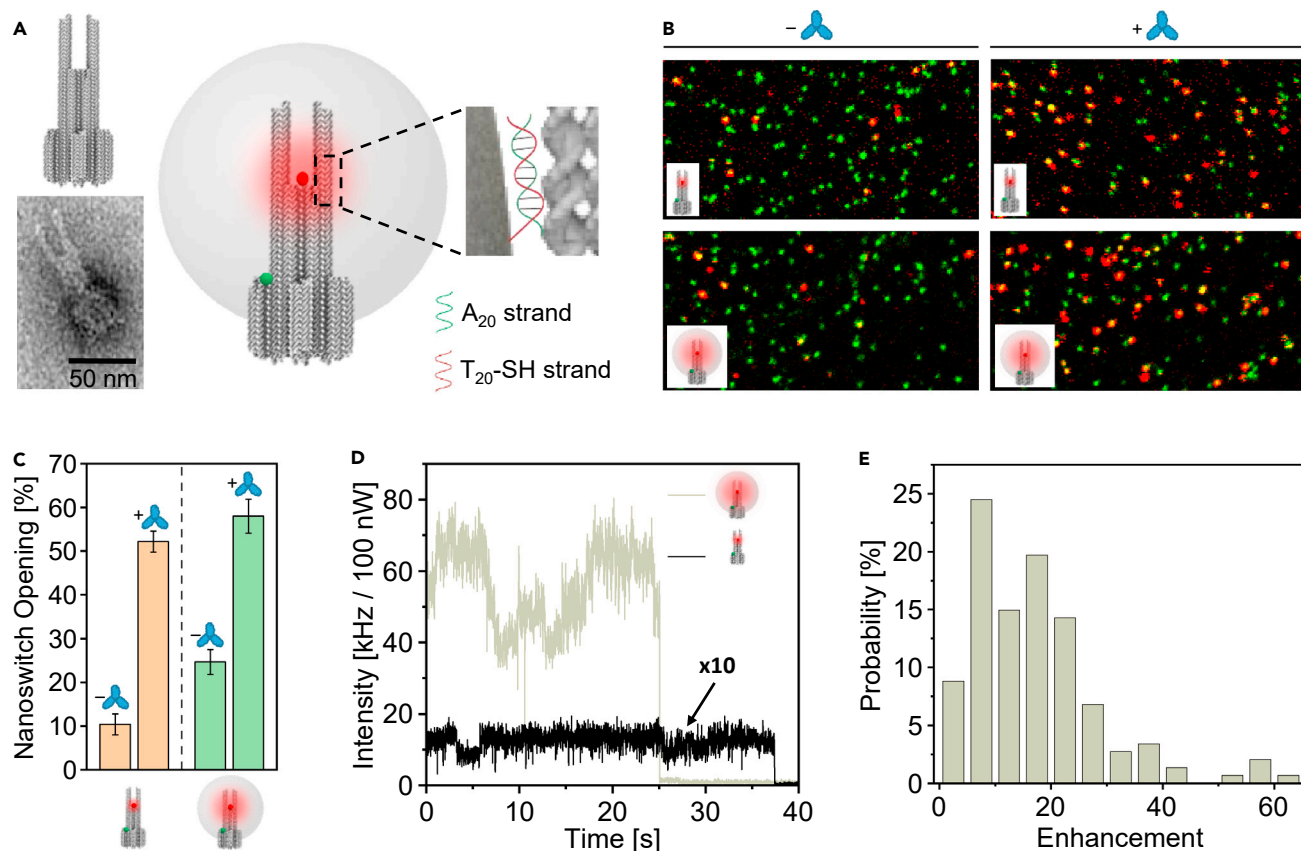 A
50 nm
A20 strand
T20-SH strand
B
–
+
C
Nanoswitch Opening [%]
70
60
50
40
30
20
10
0
–
+
–
+
D
Intensity [kHz / 100 nW]
80
60
40
20
0
x10
0
10
20
30
40
Time [s]
E
Probability [%]
25
20
15
10
5
0
0
20
40
60
Enhancement